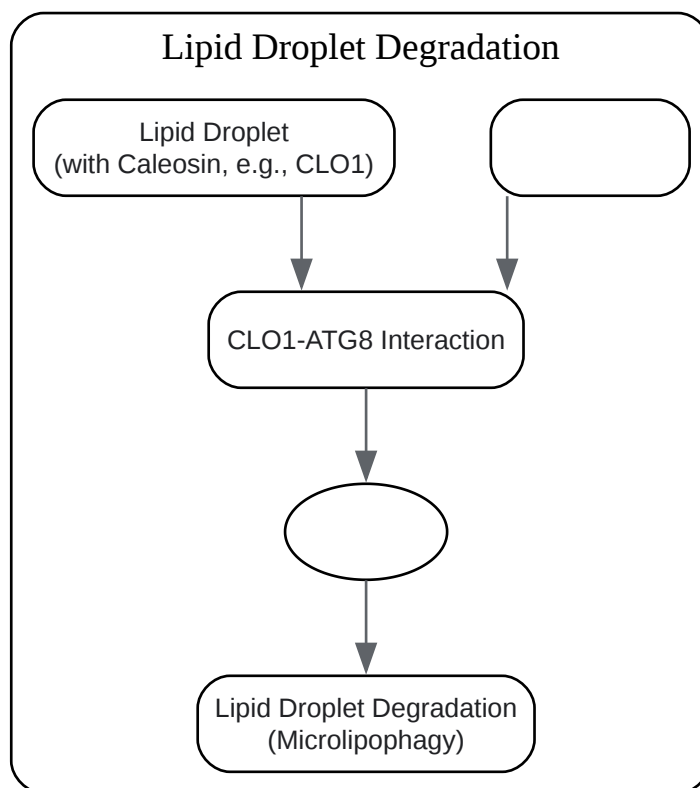 Lipid Droplet Degradation
Lipid Droplet
(with Caleosin, e.g., CLO1)
CLO1-ATG8 Interaction
Lipid Droplet Degradation
(Microlipophagy)